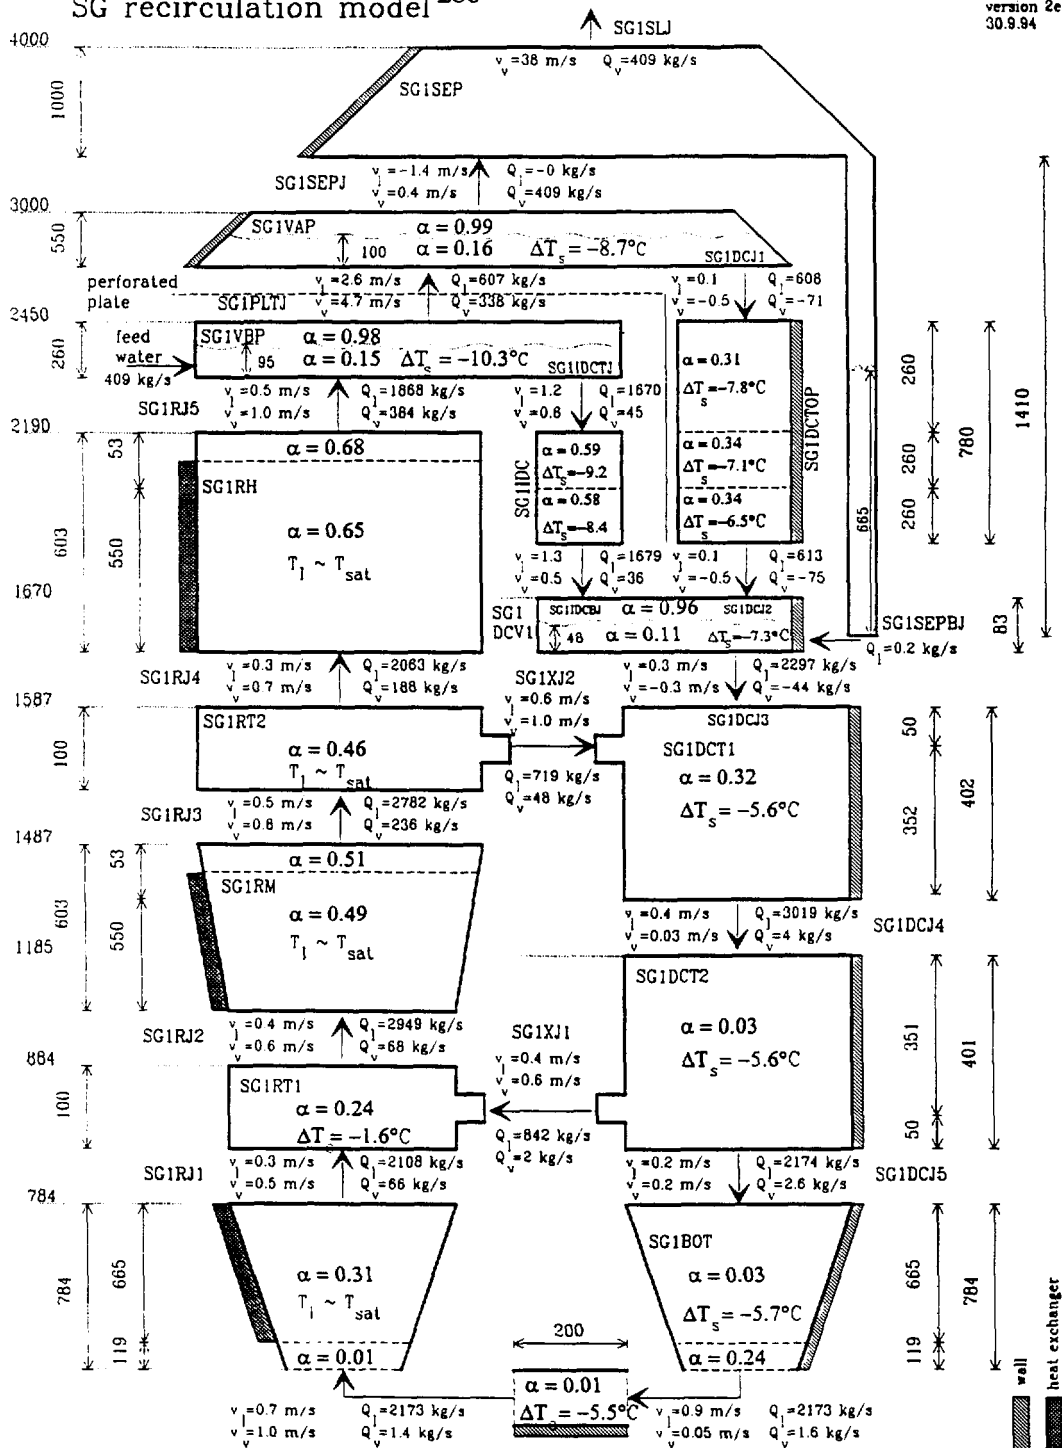 SG recirculation model
version 2e
30.9.94
SG1SLJ
4000
v_v=38 m/s Q_v=409 kg/s
SG1SEP
1000
v_l=-1.4 m/s Q_l=-0 kg/s
SG1SEPJ
v_v=0.4 m/s Q_v=409 kg/s
3000
SG1VAP α = 0.99
550
100 α = 0.16 ΔT_s = -8.7°C
SG1DCJ1
perforated
plate
v_l=2.6 m/s Q_l=607 kg/s
v_v=4.7 m/s Q_v=338 kg/s
SG1PLTJ
v_l=0.1 Q_l=608
v_v=-0.5 Q_v=-71
2450
feed
water
409 kg/s
SG1VBP α = 0.98
260
95 α = 0.15 ΔT_s = -10.3°C
SG1IDCTJ
v_l=0.5 m/s Q_l=1868 kg/s
SG1RJ5
v_v=1.0 m/s Q_v=384 kg/s
v_l=1.2 Q_l=1670
v_v=0.6 Q_v=45
α = 0.31
ΔT_s = -7.8°C
α = 0.34
ΔT_s = -7.1°C
α = 0.34
ΔT_s = -6.5°C
SG1DCTOP
260
260
260
780
1410
665
2190
53
α = 0.68
SG1RH
α = 0.65
T_l ~ T_sat
603
550
1670
SG1IDC
α = 0.59
ΔT_s = -9.2
α = 0.58
ΔT_s = -8.4
v_l=1.3 Q_l=1679
v_v=0.5 Q_v=36
v_l=0.1 Q_l=613
v_v=-0.5 Q_v=-75
SG1
DCV1
SG1IDCBJ α = 0.96 SG1DCJ2
48 α = 0.11 ΔT_s = -7.3°C
SG1SEPBJ
Q_l=0.2 kg/s
83
SG1RJ4
v_l=0.3 m/s Q_l=2063 kg/s
v_v=0.7 m/s Q_v=188 kg/s
SG1XJ2
v_l=0.6 m/s
v_v=1.0 m/s
v_l=0.3 m/s Q_l=2297 kg/s
v_v=-0.3 m/s Q_v=-44 kg/s
1587
100
SG1RT2
α = 0.46
T_l ~ T_sat
Q_l=719 kg/s
Q_v=48 kg/s
SG1DCJ3
SG1DCT1
α = 0.32
ΔT_s = -5.6°C
50
352
402
SG1RJ3
v_l=0.5 m/s Q_l=2782 kg/s
v_v=0.8 m/s Q_v=236 kg/s
1487
53
α = 0.51
SG1RM
α = 0.49
T_l ~ T_sat
603
550
1185
v_l=0.4 m/s Q_l=3019 kg/s
v_v=0.03 m/s Q_v=4 kg/s
SG1DCJ4
SG1DCT2
α = 0.03
ΔT_s = -5.6°C
351
50
401
SG1RJ2
v_l=0.4 m/s Q_l=2949 kg/s
v_v=0.6 m/s Q_v=68 kg/s
SG1XJ1
v_l=0.4 m/s
v_v=0.6 m/s
884
100
SG1RT1
α = 0.24
ΔT = -1.6°C
Q_l=842 kg/s
Q_v=2 kg/s
SG1RJ1
v_l=0.3 m/s Q_l=2108 kg/s
v_v=0.5 m/s Q_v=66 kg/s
v_l=0.2 m/s Q_l=2174 kg/s
v_v=0.2 m/s Q_v=2.6 kg/s
SG1DCJ5
784
784
665
119
α = 0.31
T_l ~ T_sat
α = 0.01
SG1BOT
α = 0.03
ΔT_s = -5.7°C
α = 0.24
665
119
784
200
α = 0.01
ΔT_s = -5.5°C
v_l=0.7 m/s Q_l=2173 kg/s
v_v=1.0 m/s Q_v=1.4 kg/s
v_l=0.9 m/s Q_l=2173 kg/s
v_v=0.05 m/s Q_v=1.6 kg/s
wall
heat exchanger